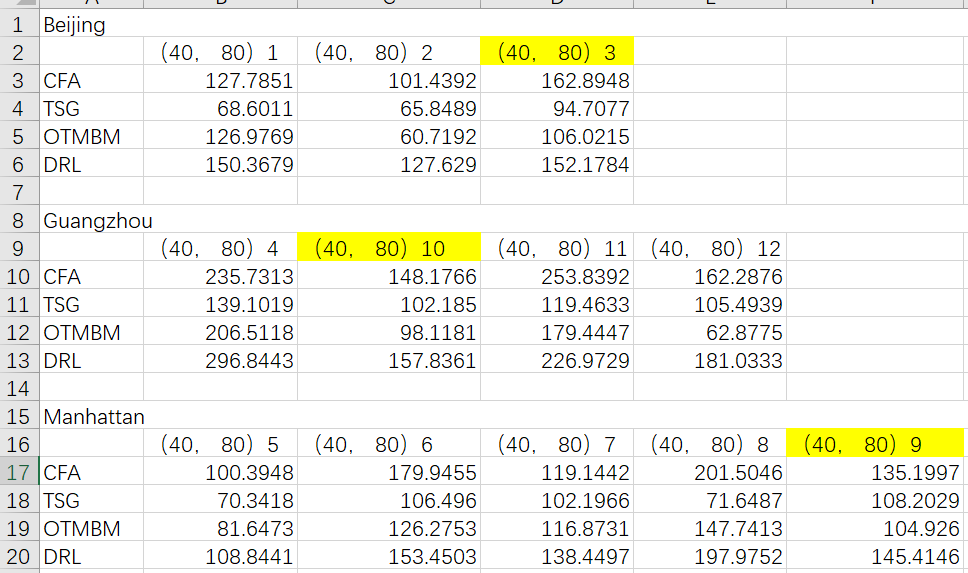 1 Beijing
2 (40, 80) 1 (40, 80) 2 (40, 80) 3
3 CFA 127.7851 101.4392 162.8948
4 TSG 68.6011 65.8489 94.7077
5 OTMBM 126.9769 60.7192 106.0215
6 DRL 150.3679 127.629 152.1784
7
8 Guangzhou
9 (40, 80) 4 (40, 80) 10 (40, 80) 11 (40, 80) 12
10 CFA 235.7313 148.1766 253.8392 162.2876
11 TSG 139.1019 102.185 119.4633 105.4939
12 OTMBM 206.5118 98.1181 179.4447 62.8775
13 DRL 296.8443 157.8361 226.9729 181.0333
14
15 Manhattan
16 (40, 80) 5 (40, 80) 6 (40, 80) 7 (40, 80) 8 (40, 80) 9
17 CFA 100.3948 179.9455 119.1442 201.5046 135.1997
18 TSG 70.3418 106.496 102.1966 71.6487 108.2029
19 OTMBM 81.6473 126.2753 116.8731 147.7413 104.926
20 DRL 108.8441 153.4503 138.4497 197.9752 145.4146